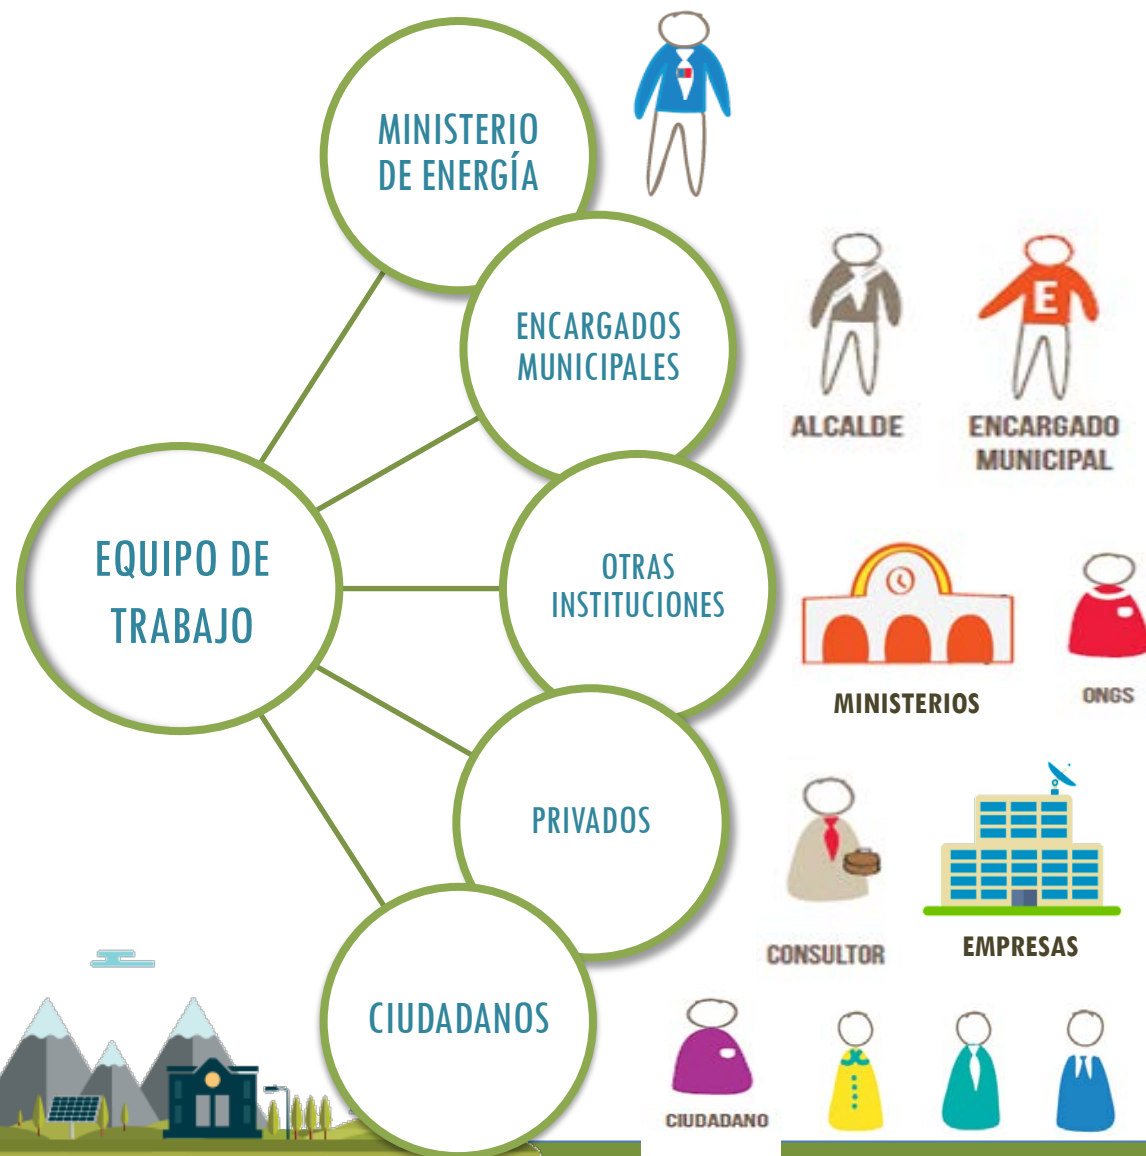 MINISTERIO
DE ENERGÍA
ENCARGADOS
MUNICIPALES
E
ALCALDE
ENCARGADO
MUNICIPAL
EQUIPO DE
TRABAJO
OTRAS
INSTITUCIONES
MINISTERIOS
ONGS
PRIVADOS
CONSULTOR
EMPRESAS
CIUDADANOS
CIUDADANO